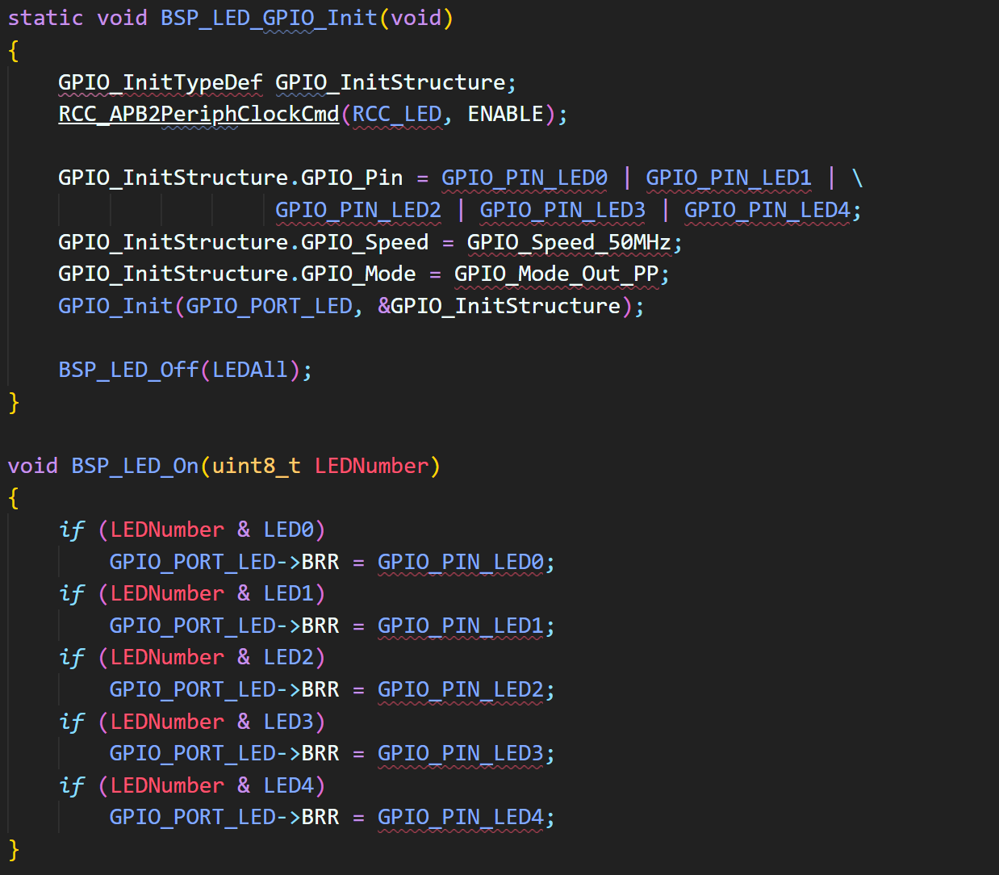 static void BSP_LED_GPIO_Init(void)
{
    GPIO_InitTypeDef GPIO_InitStructure;
    RCC_APB2PeriphClockCmd(RCC_LED, ENABLE);

    GPIO_InitStructure.GPIO_Pin = GPIO_PIN_LED0 | GPIO_PIN_LED1 | \
                     GPIO_PIN_LED2 | GPIO_PIN_LED3 | GPIO_PIN_LED4;
    GPIO_InitStructure.GPIO_Speed = GPIO_Speed_50MHz;
    GPIO_InitStructure.GPIO_Mode = GPIO_Mode_Out_PP;
    GPIO_Init(GPIO_PORT_LED, &GPIO_InitStructure);

    BSP_LED_Off(LEDAll);
}

void BSP_LED_On(uint8_t LEDNumber)
{
    if (LEDNumber & LED0)
        GPIO_PORT_LED->BRR = GPIO_PIN_LED0;
    if (LEDNumber & LED1)
        GPIO_PORT_LED->BRR = GPIO_PIN_LED1;
    if (LEDNumber & LED2)
        GPIO_PORT_LED->BRR = GPIO_PIN_LED2;
    if (LEDNumber & LED3)
        GPIO_PORT_LED->BRR = GPIO_PIN_LED3;
    if (LEDNumber & LED4)
        GPIO_PORT_LED->BRR = GPIO_PIN_LED4;
}